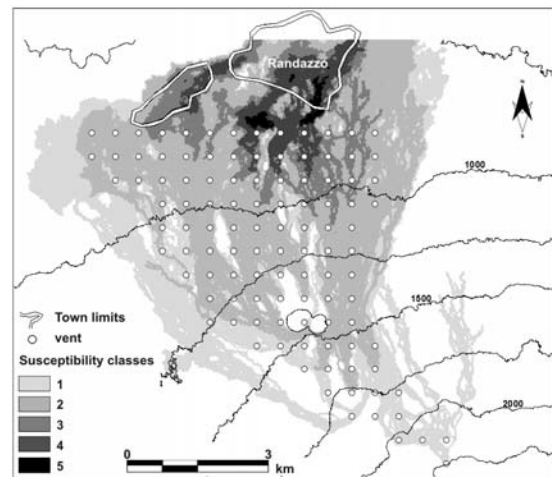 Randazzo
N
S
1000
1500
2000
Town limits
vent
Susceptibility classes
1
2
3
4
5
0 3
km